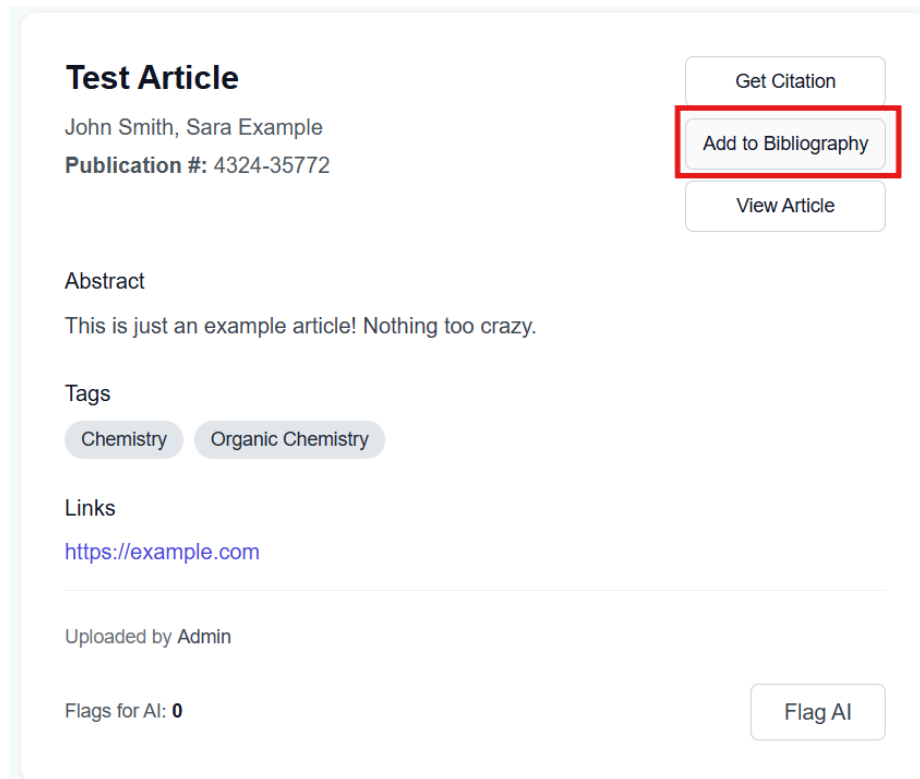 Test Article
Get Citation
John Smith, Sara Example
Add to Bibliography
Publication #: 4324-35772
View Article
Abstract
This is just an example article! Nothing too crazy.
Tags
Chemistry Organic Chemistry
Links
https://example.com
Uploaded by Admin
Flags for AI: 0
Flag AI